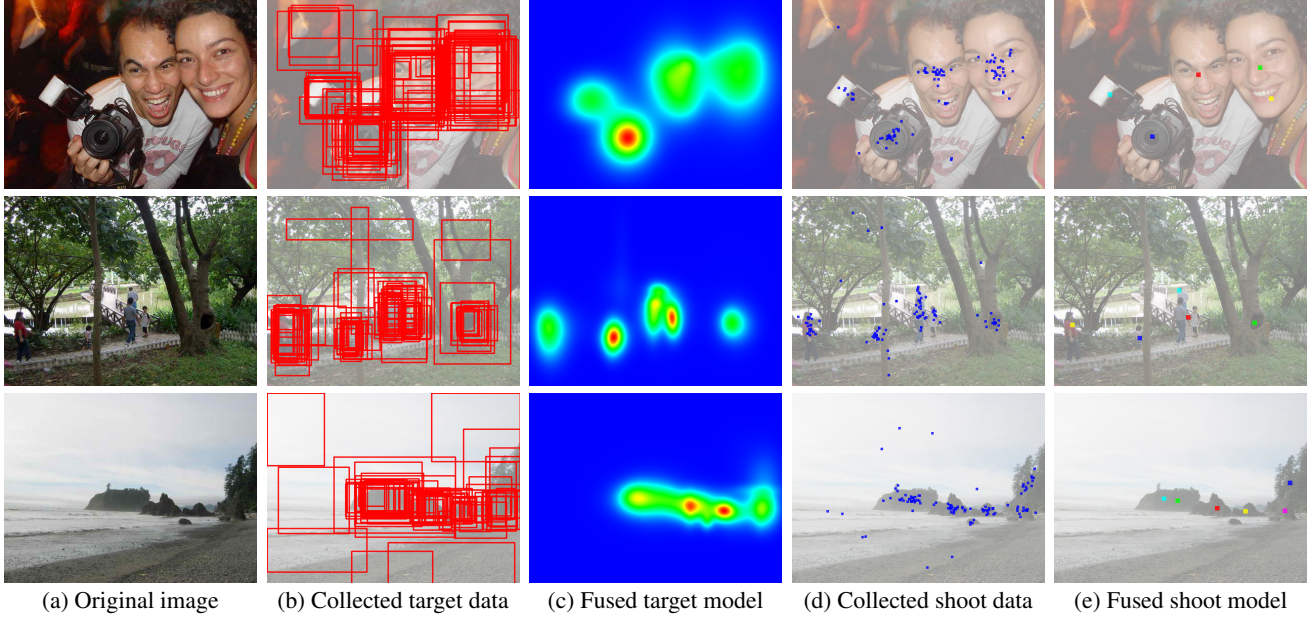 (a) Original image
(b) Collected target data
(c) Fused target model
(d) Collected shoot data
(e) Fused shoot model